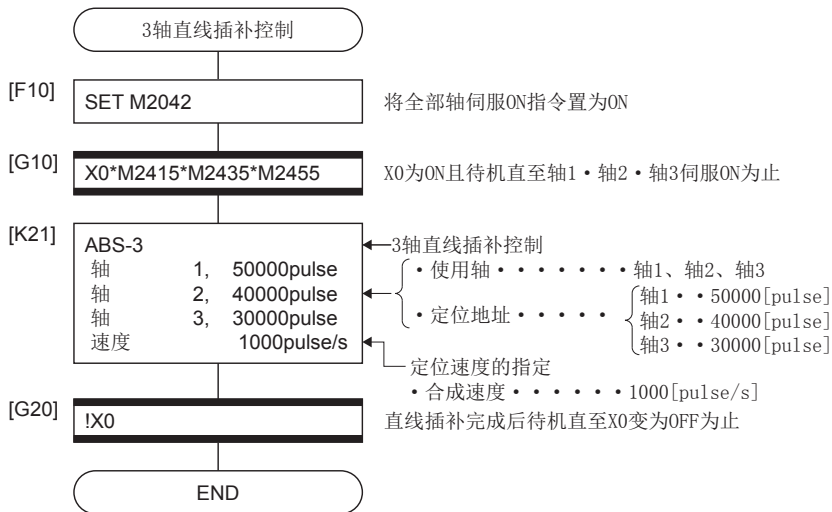 3轴直线插补控制
[F10]
SET M2042
将全部轴伺服ON指令置为ON
[G10]
X0*M2415*M2435*M2455
X0为ON且待机直至轴1・轴2・轴3伺服ON为止
[K21]
ABS-3
轴 1, 50000pulse
轴 2, 40000pulse
轴 3, 30000pulse
速度 1000pulse/s
3轴直线插补控制
・使用轴・・・・・・・轴1、轴2、轴3
・定位地址・・・・・
轴1・・50000[pulse]
轴2・・40000[pulse]
轴3・・30000[pulse]
定位速度的指定
・合成速度・・・・・・1000[pulse/s]
[G20]
!X0
直线插补完成后待机直至X0变为OFF为止
END